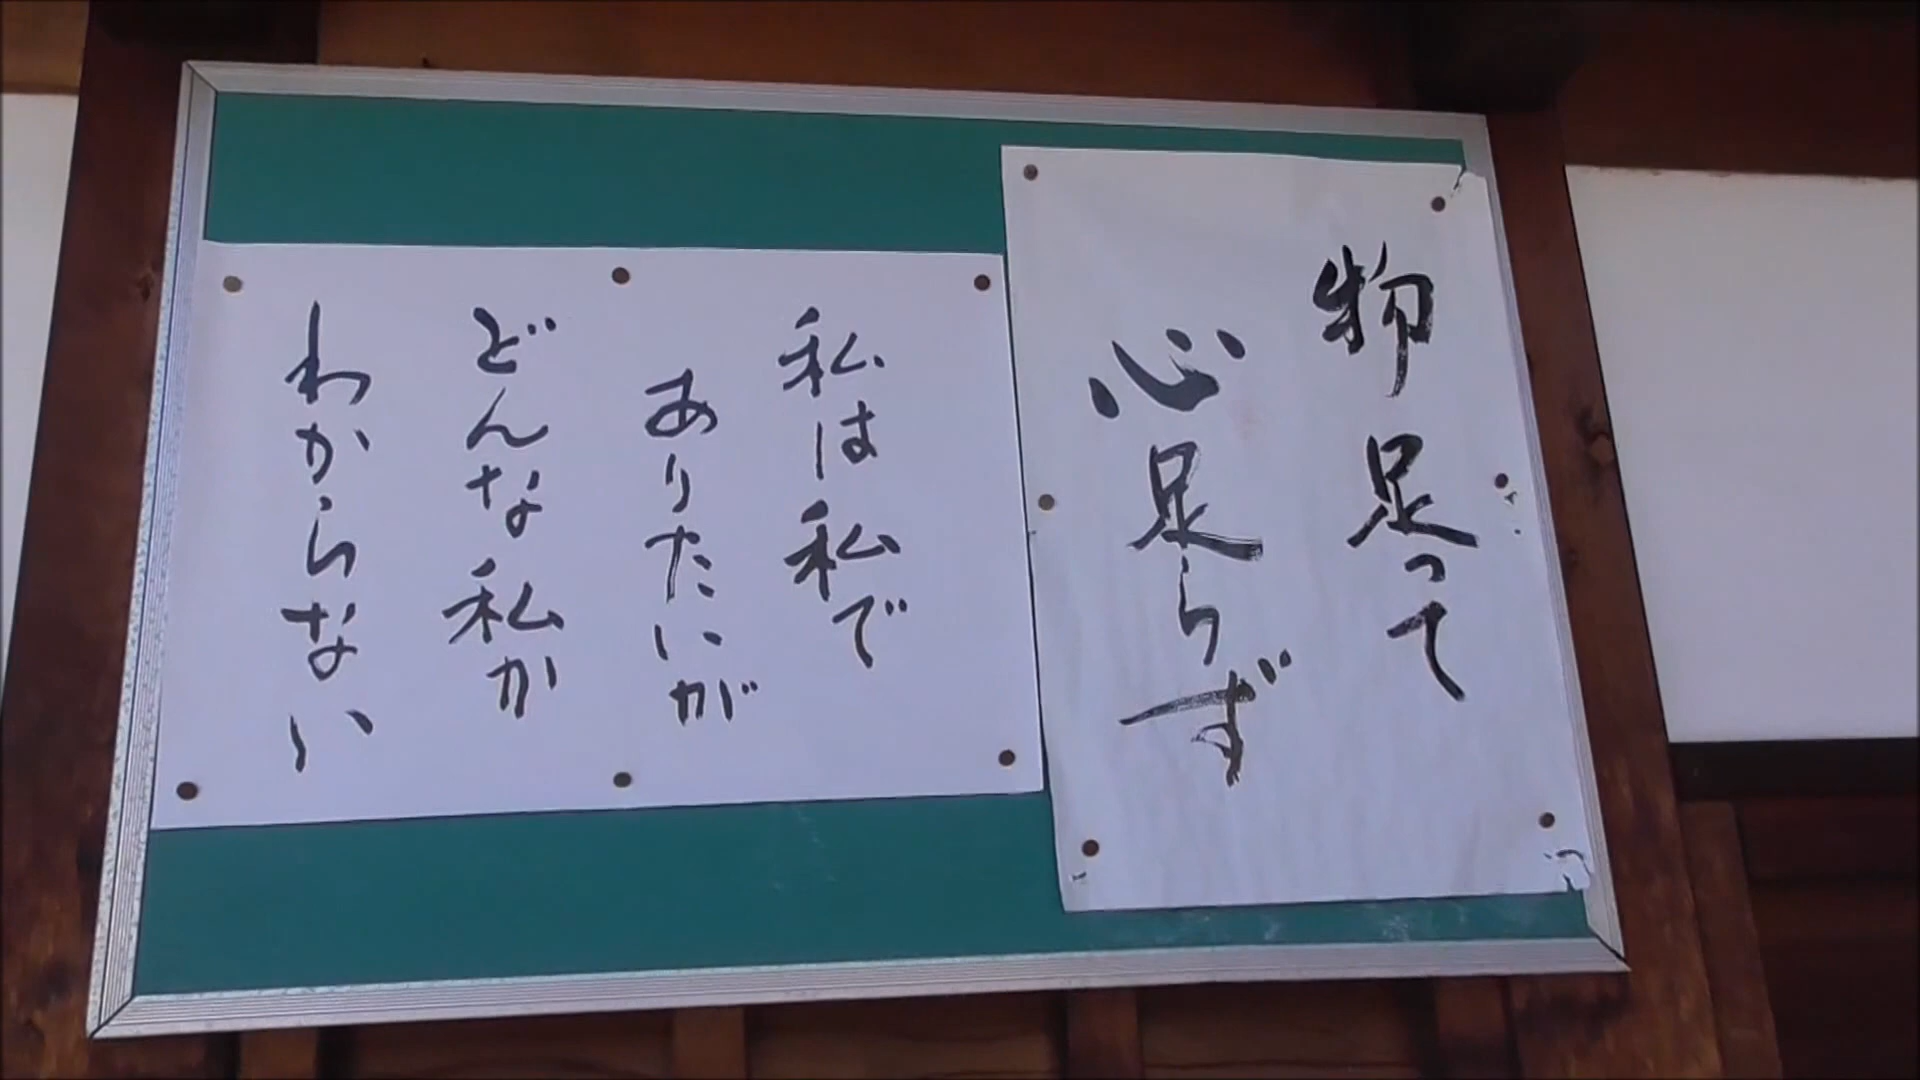 物足って
心足らず
私は私で
ありたいが
どんな私か
わからない